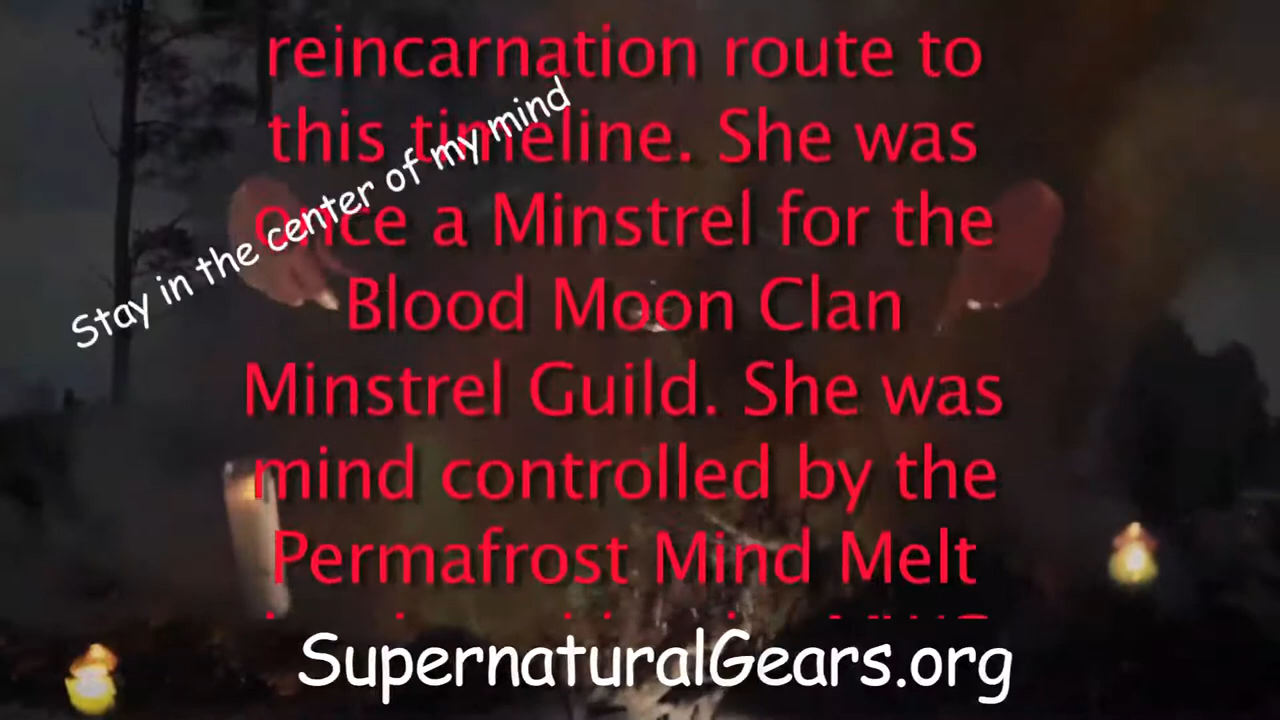 reincarnation route to
this timeline. She was
Once a Minstrel for the
Blood Moon Clan
Minstrel Guild. She was
mind controlled by the
Permafrost Mind Melt
Stay in the center of my mind
SupernaturalGears.org